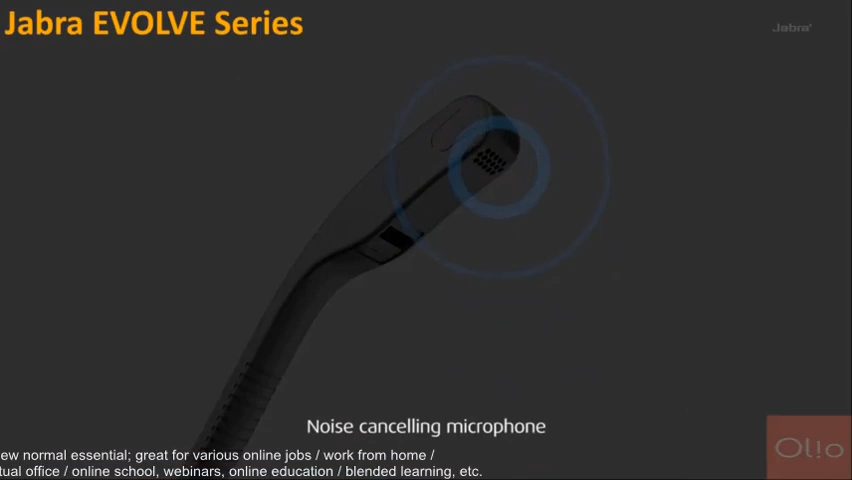 Jabra EVOLVE Series
Jabra
Noise cancelling microphone
ew normal essential; great for various online jobs / work from home /
tual office / online school, webinars, online education / blended learning, etc.
Ol!o